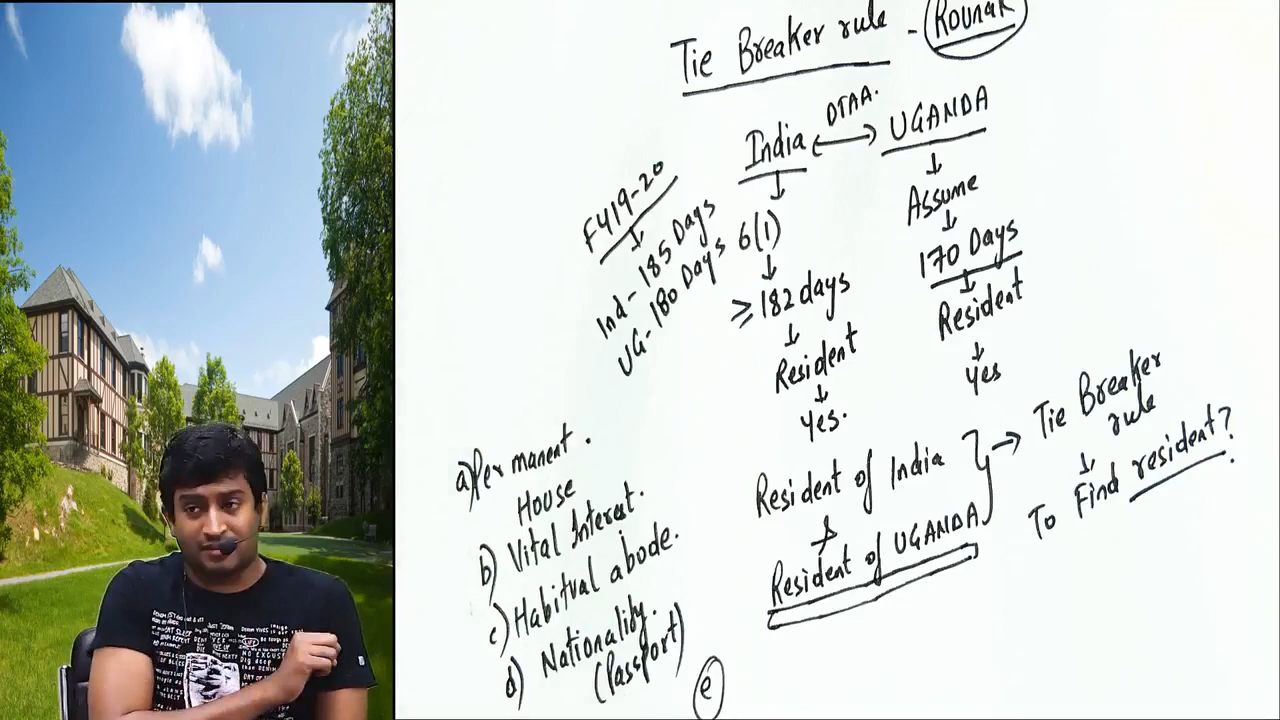 Tie Breaker rule - Rounak
India ↔ UGANDA
DTAA.
FY19-20
↓
Ind - 185 Days
UG - 180 Days
↓
6(1)
↓
≥ 182 days
↓
Resident
↓
yes.
↓
Assume
↓
170 Days
↓
Resident
↓
yes
Resident of India
&
Resident of UGANDA
→ Tie Breaker
rule
↓
To Find resident?
a) Permanent
House
b) Vital Interest.
c) Habitual abode.
d) Nationality.
(Passport)
e
NO EXCUSE